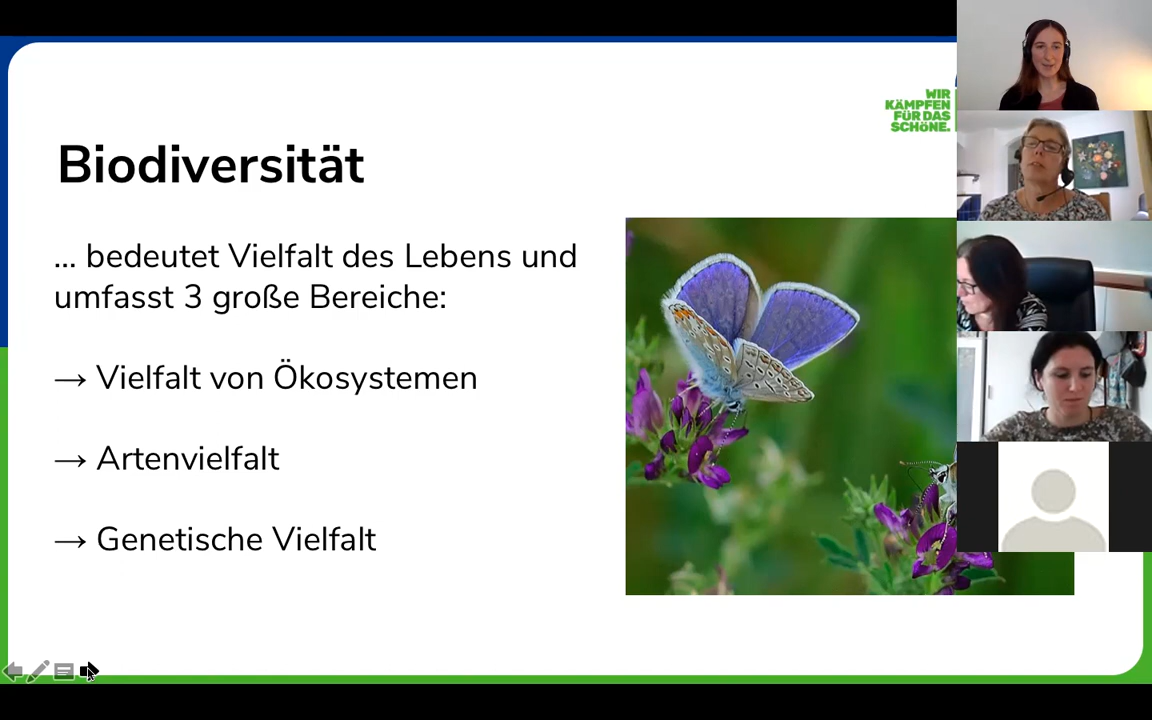 WIR
KÄMPFEN
FÜR DAS
SCHÖNE.
Biodiversität
... bedeutet Vielfalt des Lebens und
umfasst 3 große Bereiche:
→ Vielfalt von Ökosystemen
→ Artenvielfalt
→ Genetische Vielfalt